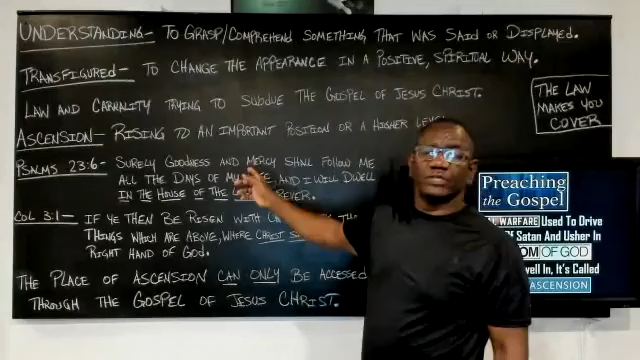 UNDERSTANDING- TO GRASP/COMPREHEND SOMETHING THAT WAS SAID OR DISPLAYED.
TRANSFIGURED- TO CHANGE THE APPEARANCE IN A POSITIVE, SPIRITUAL WAY.
LAW AND CARNALITY TRYING TO SUBDUE THE GOSPEL OF JESUS CHRIST.
ASCENSION- RISING TO AN IMPORTANT POSITION OR A HIGHER
PSALMS 23:6- SURELY GOODNESS AND MERCY SHALL FOLLOW ME
ALL THE DAYS OF MY AND I WILL DWELL
IN THE HOUSE OF THE
COL 3:1- IF YE THEN BE RISEN WITH
THINGS WHICH ARE ABOVE, WHERE CHRIST
RIGHT HAND OF GOD.
THE PLACE OF ASCENSION CAN ONLY BE ACCESSED
THROUGH THE GOSPEL OF JESUS CHRIST.
THE LAW
MAKES YOU
COVER
Preaching
the Gospel
WARFARE Used To Drive
Of Satan And Usher In
OF GOD
well In, It's Called
ASCENSION